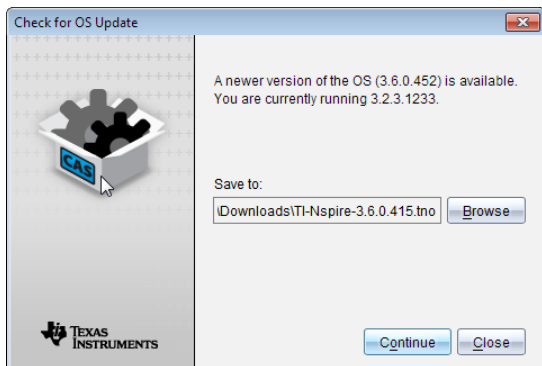 Check for OS Update
A newer version of the OS (3.6.0.452) is available.
You are currently running 3.2.3.1233.
Save to:
\Downloads\TI-Nspire-3.6.0.415.tno
Browse
CAS
TEXAS
INSTRUMENTS
Continue
Close